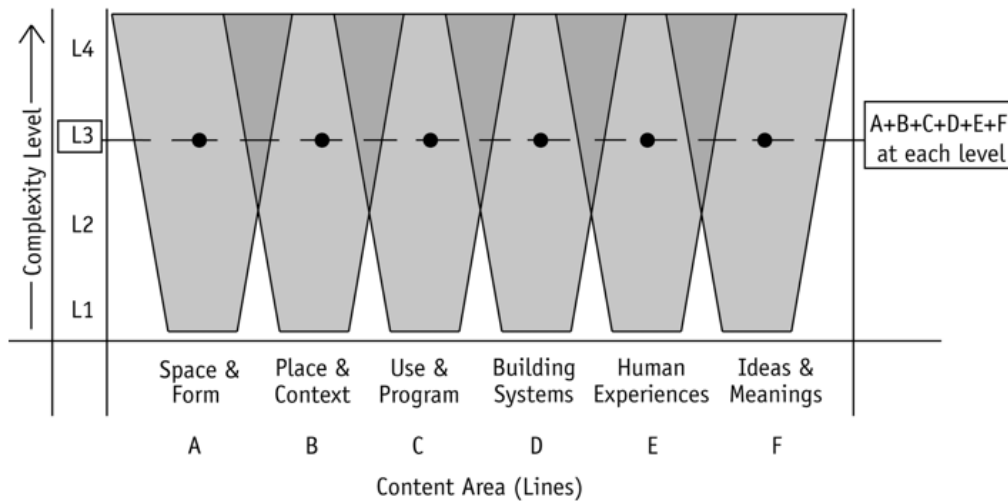 Complexity Level
L4
L3
L2
L1
A+B+C+D+E+F
at each level
Space &
Form
Place &
Context
Use &
Program
Building
Systems
Human
Experiences
Ideas &
Meanings
A
B
C
D
E
F
Content Area (Lines)